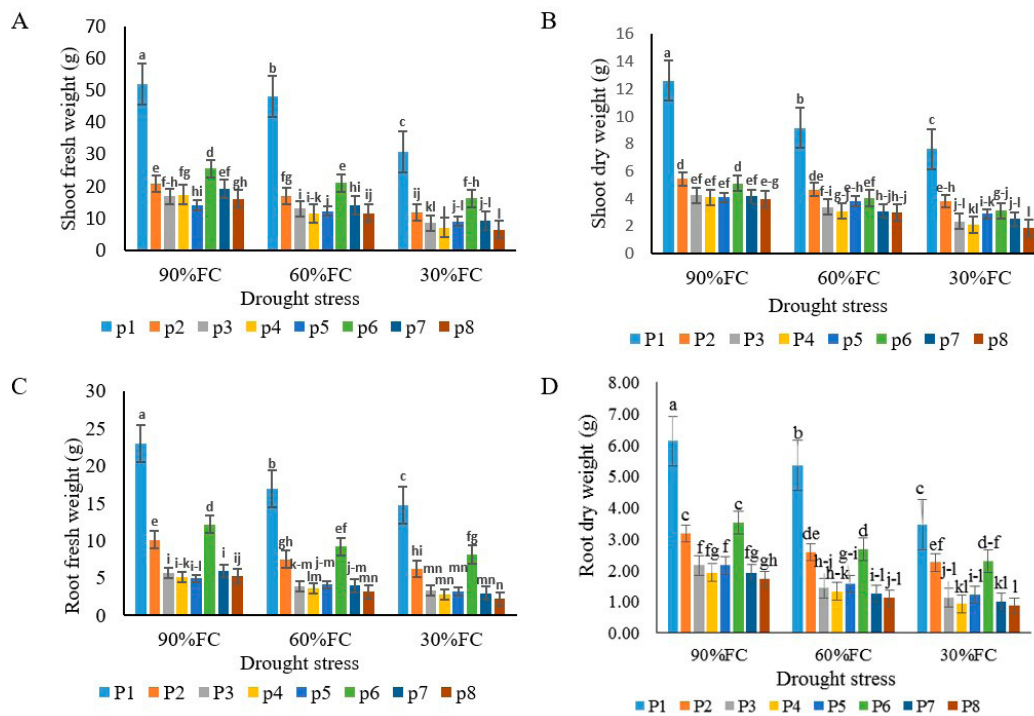 A
Shoot fresh weight (g)
70
60
50
40
30
20
10
0
a
e
f-h
fg
hi
d
ef
gh
b
fg
i-j
i-k
i
e
hi
ij
c
ij
kl
l
j-l
f-h
j-l
l
90%FC 60%FC 30%FC
Drought stress
p1 p2 p3 p4 p5 p6 p7 p8
B
Shoot dry weight (g)
16
14
12
10
8
6
4
2
0
a
d
ef
ef
ef
d
ef
e-g
b
de
f-i
g-j
e-h
ef
h-j
h-j
c
e-h
j-l
kl
i-k
g-j
j-l
l
90%FC 60%FC 30%FC
Drought stress
P1 P2 P3 P4 p5 p6 p7 p8
C
Root fresh weight (g)
30
25
20
15
10
5
0
a
e
i
i-k
i-l
d
i
ij
b
gh
k-m
lm
j-m
ef
j-m
mn
c
hi
mn
mn
mn
fg
mn
n
90%FC 60%FC 30%FC
Drought stress
P1 P2 P3 p4 p5 p6 p7 p8
D
Root dry weight (g)
8.00
7.00
6.00
5.00
4.00
3.00
2.00
1.00
0.00
a
c
f
fg
f
c
fg
gh
b
de
h-j
h-k
g-i
d
i-l
j-l
c
ef
j-l
kl
i-l
d-f
kl
l
90%FC 60%FC 30%FC
Drought stress
P1 P2 P3 P4 P5 P6 P7 P8